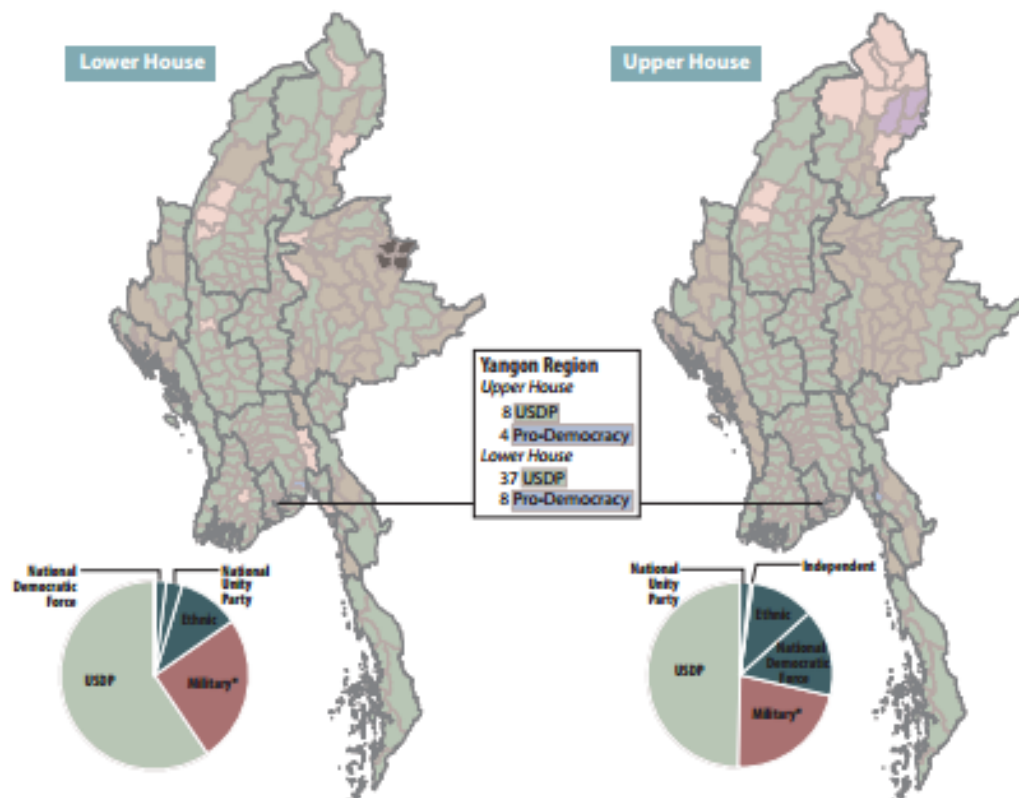 Lower House
Upper House
Yangon Region
Upper House
8 USDP
4 Pro-Democracy
Lower House
37 USDP
8 Pro-Democracy
National
Democratic
Force
National
Unity
Party
Ethnic
USDP
Military*
National
Unity
Party
Independent
Ethnic
National
Democratic
Force
USDP
Military*